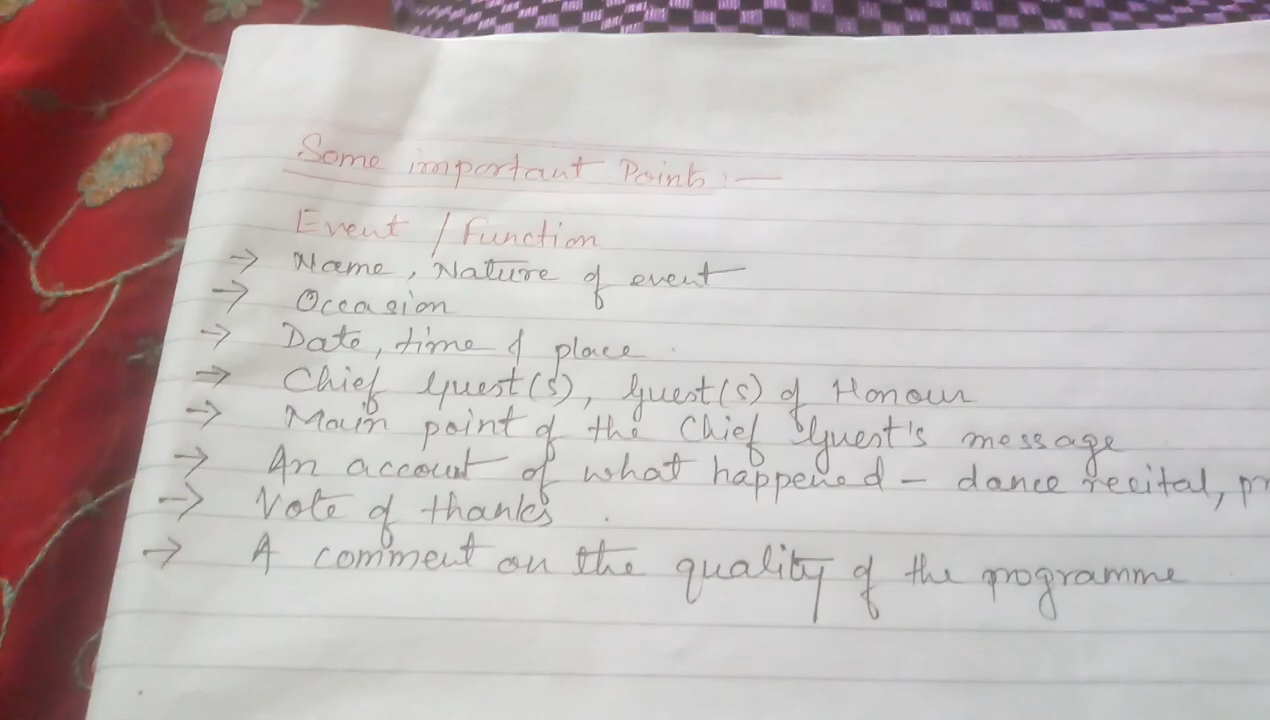 Some important Points :—
Event / Function
→ Name, Nature of event
→ Occasion
→ Date, time & place
→ Chief Guest(s), Guest(s) of Honour
→ Main point of the Chief Guest's message
→ An account of what happened – dance recital,
→ Vote of thanks
→ A comment on the quality of the programme